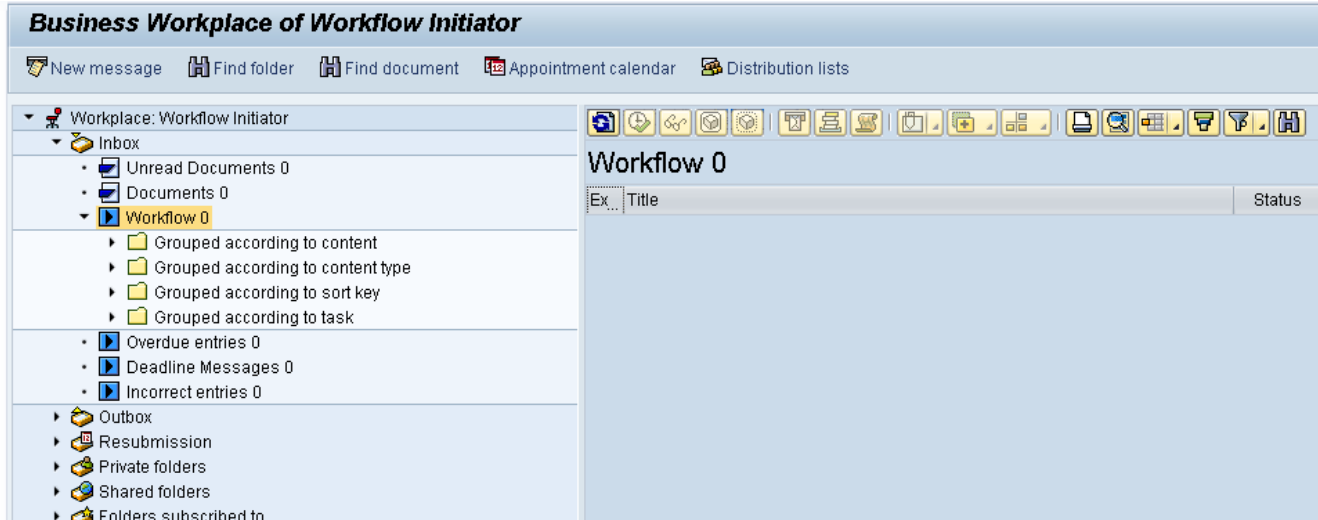 Business Workplace of Workflow Initiator
New message Find folder Find document Appointment calendar Distribution lists
Workplace: Workflow Initiator
Inbox
Unread Documents 0
Documents 0
Workflow 0
Grouped according to content
Grouped according to content type
Grouped according to sort key
Grouped according to task
Overdue entries 0
Deadline Messages 0
Incorrect entries 0
Outbox
Resubmission
Private folders
Shared folders
Folders subscribed to
Workflow 0
Ex... Title Status